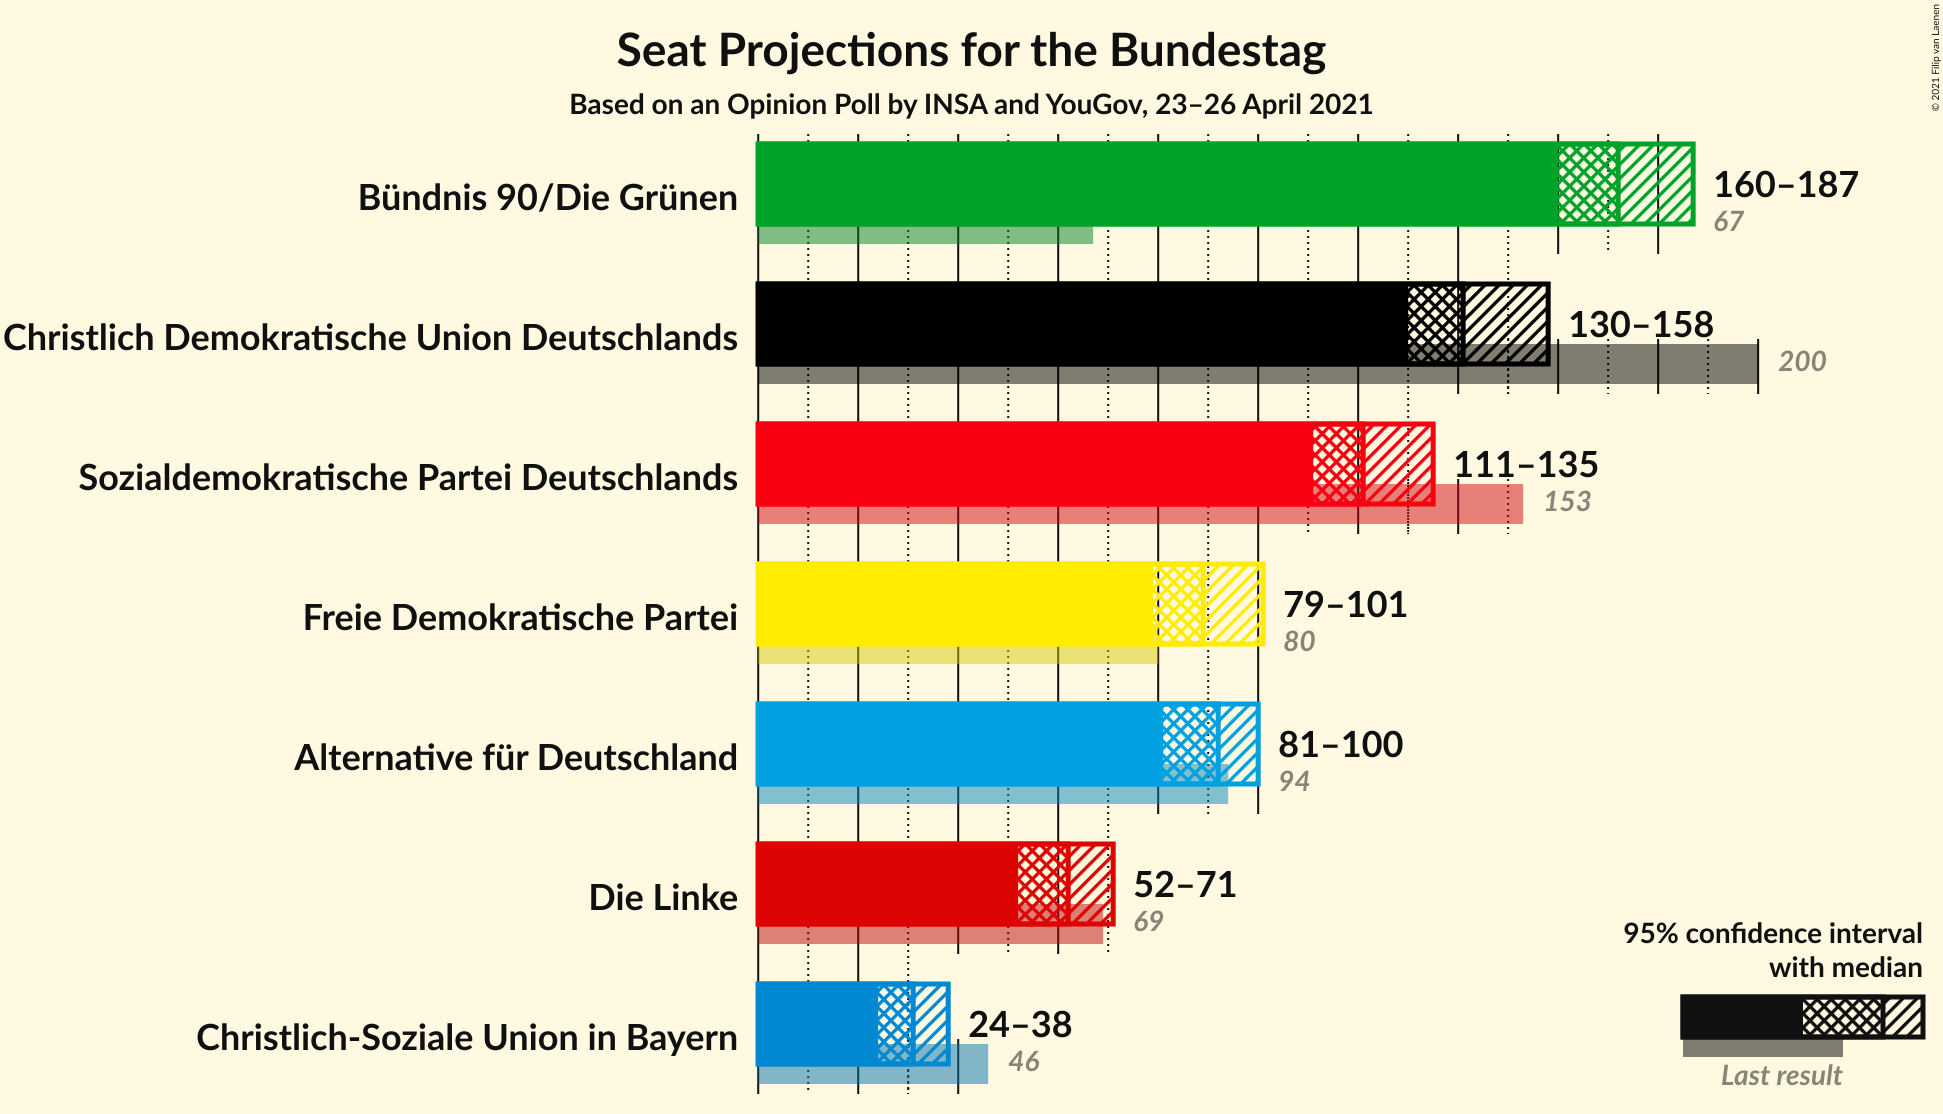 Seat Projections for the Bundestag
Based on an Opinion Poll by INSA and YouGov, 23–26 April 2021
© 2021 Filip van Laenen
Bündnis 90/Die Grünen
160–187
67
Christlich Demokratische Union Deutschlands
130–158
200
Sozialdemokratische Partei Deutschlands
111–135
153
Freie Demokratische Partei
79–101
80
Alternative für Deutschland
81–100
94
Die Linke
52–71
69
Christlich-Soziale Union in Bayern
24–38
46
95% confidence interval
with median
Last result